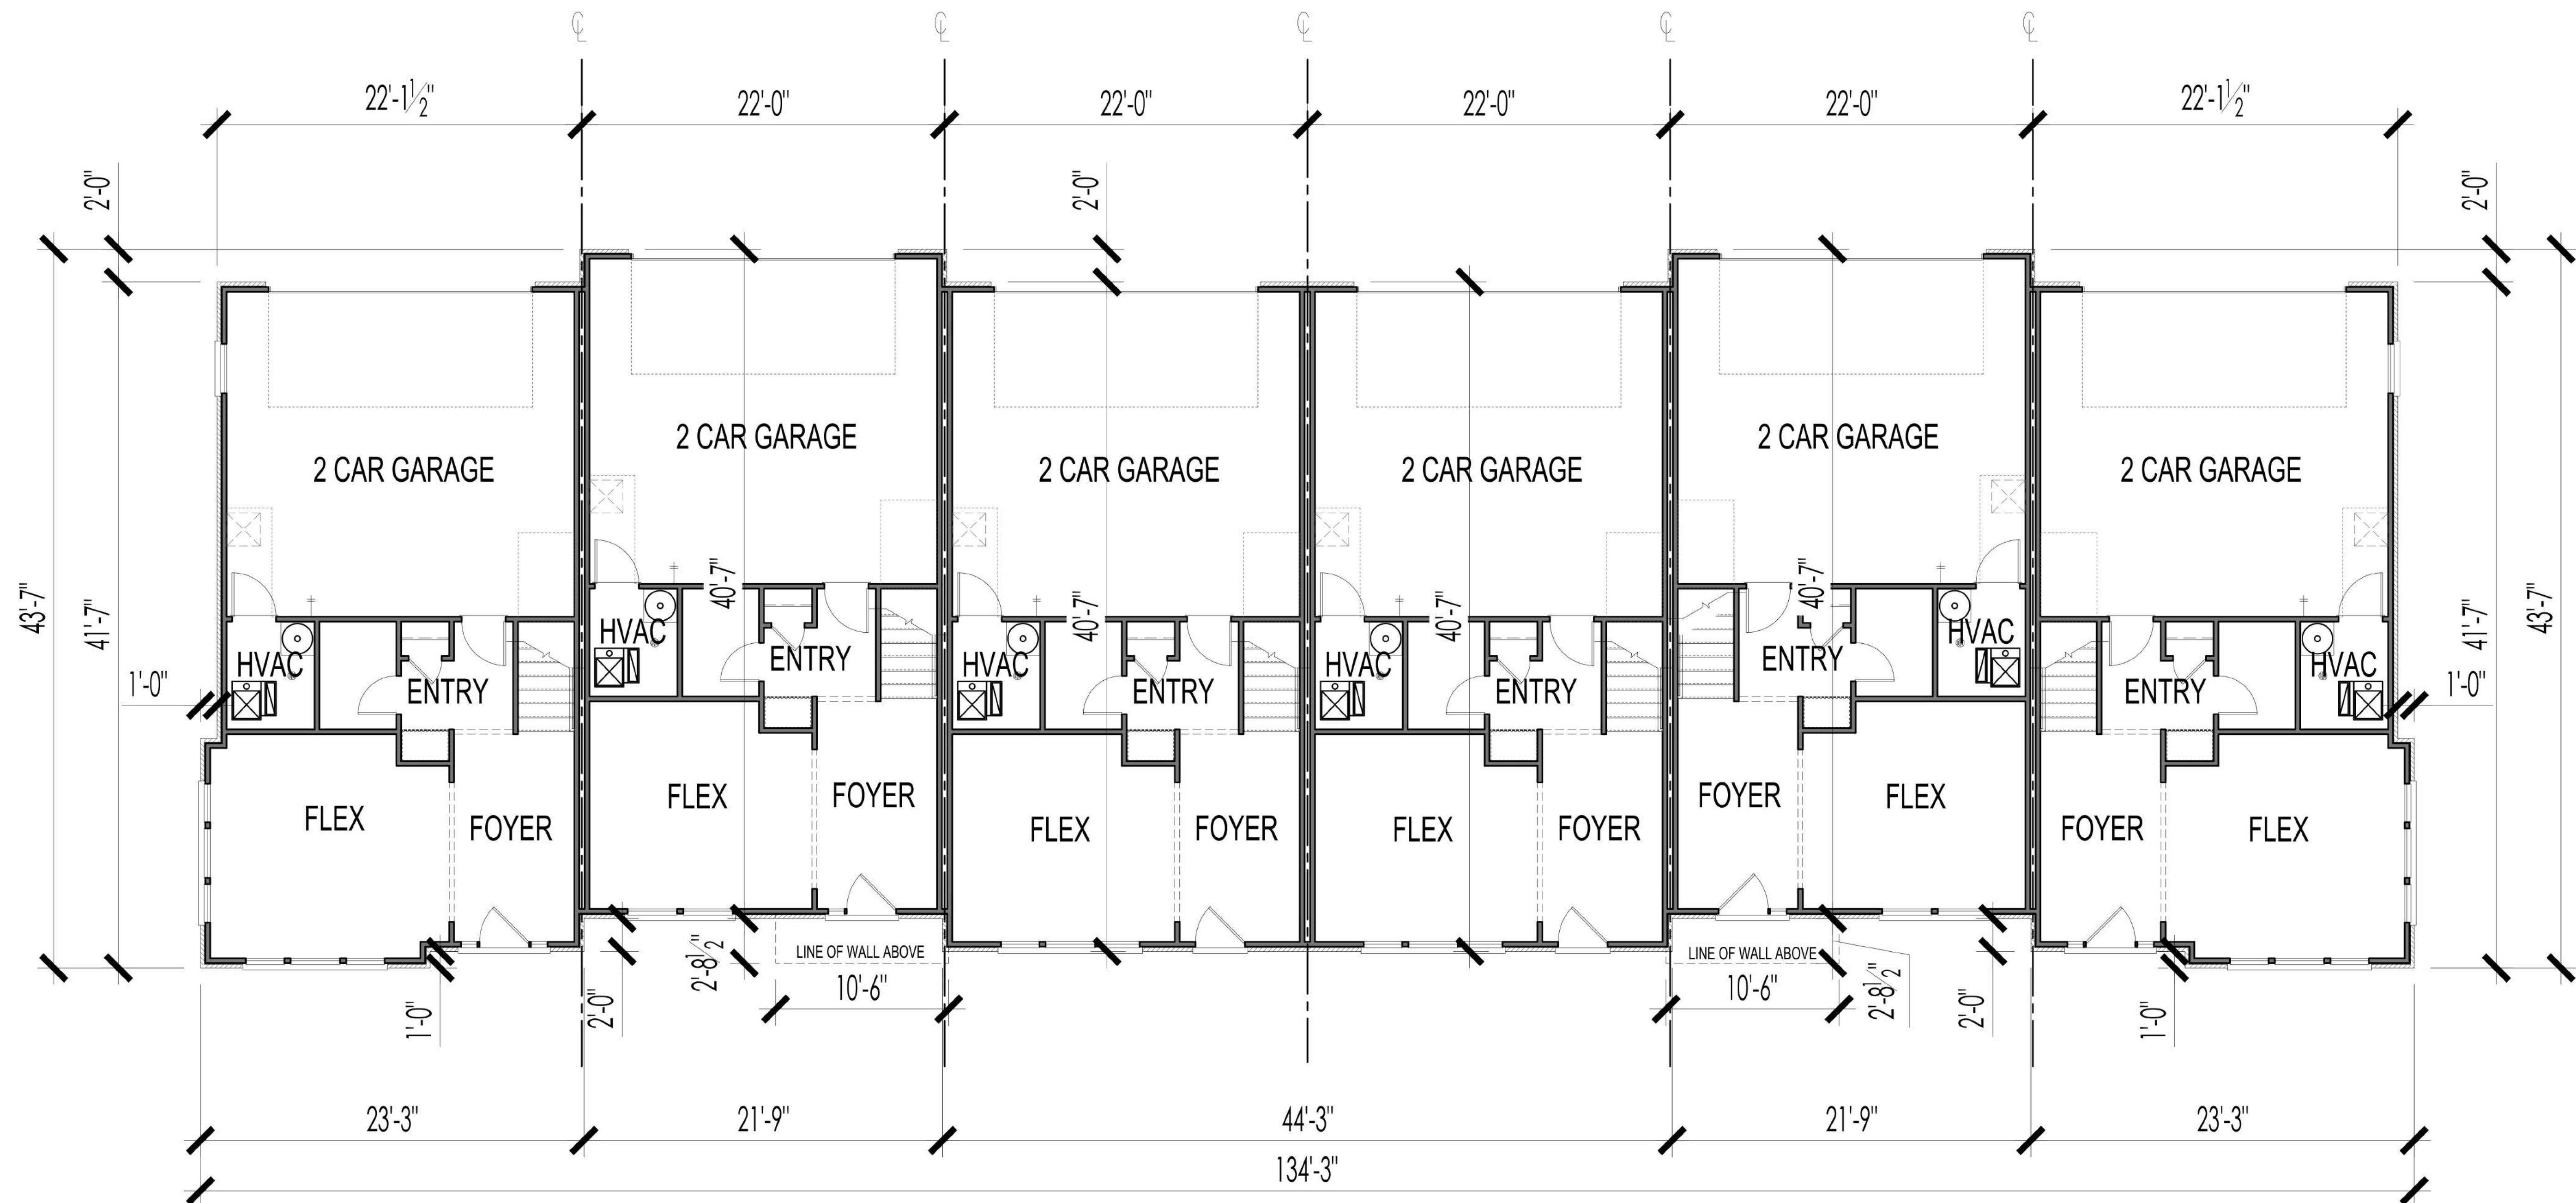 ℄ ℄ ℄ ℄ ℄
22'-1½" 22'-0" 22'-0" 22'-0" 22'-0" 22'-1½"
2'-0" 2'-0" 2'-0"
2 CAR GARAGE 2 CAR GARAGE
2 CAR GARAGE 2 CAR GARAGE 2 CAR GARAGE 2 CAR GARAGE
43'-7" 41'-7" 40'-7" 40'-7" 40'-7" 40'-7" 41'-7" 43'-7"
HVAC HVAC
ENTRY ENTRY
HVAC HVAC HVAC HVAC
1'-0" ENTRY ENTRY ENTRY ENTRY 1'-0"
FLEX FOYER FOYER FLEX
FLEX FOYER FLEX FOYER FLEX FOYER FOYER FLEX
LINE OF WALL ABOVE LINE OF WALL ABOVE
1'-0" 2'-0" 2'-8½" 10'-6" 10'-6" 2'-8½" 2'-0" 1'-0"
23'-3" 21'-9" 44'-3" 21'-9" 23'-3"
134'-3"